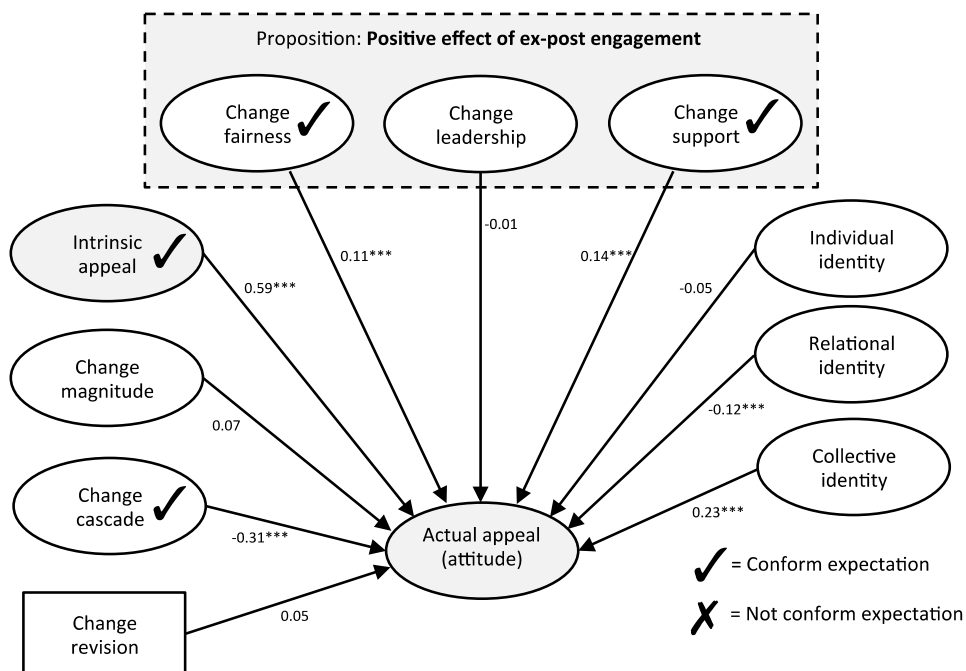 Proposition: Positive effect of ex-post engagement
Change
fairness
Change
leadership
Change
support
-0.01
0.11***
0.14***
Intrinsic
appeal
0.59***
Individual
identity
-0.05
Change
magnitude
0.07
Relational
identity
-0.12***
Change
cascade
-0.31***
Collective
identity
0.23***
Actual appeal
(attitude)
Change
revision
0.05
✓ = Conform expectation
✗ = Not conform expectation